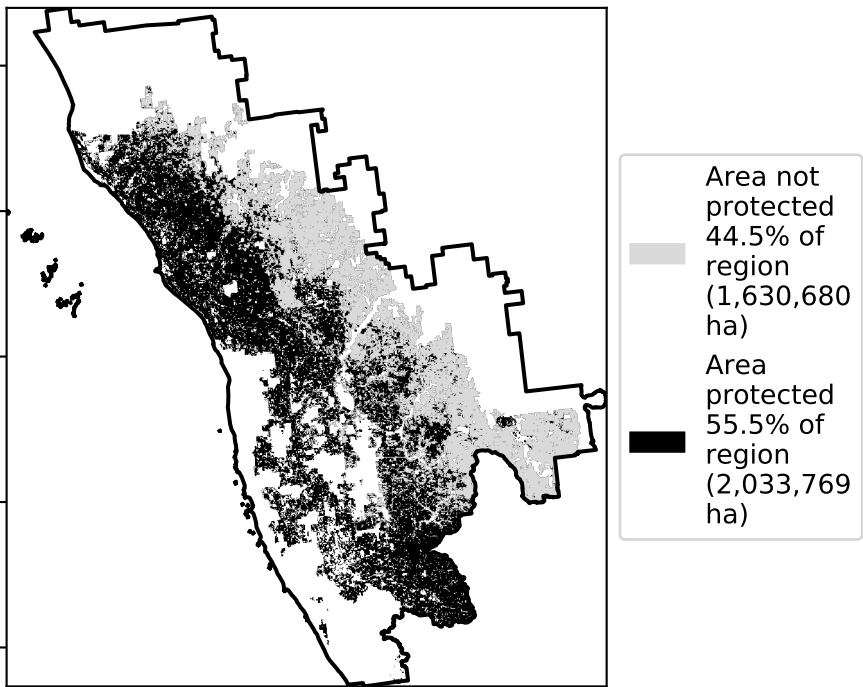 Area not
protected
44.5% of
region
(1,630,680
ha)
Area
protected
55.5% of
region
(2,033,769
ha)